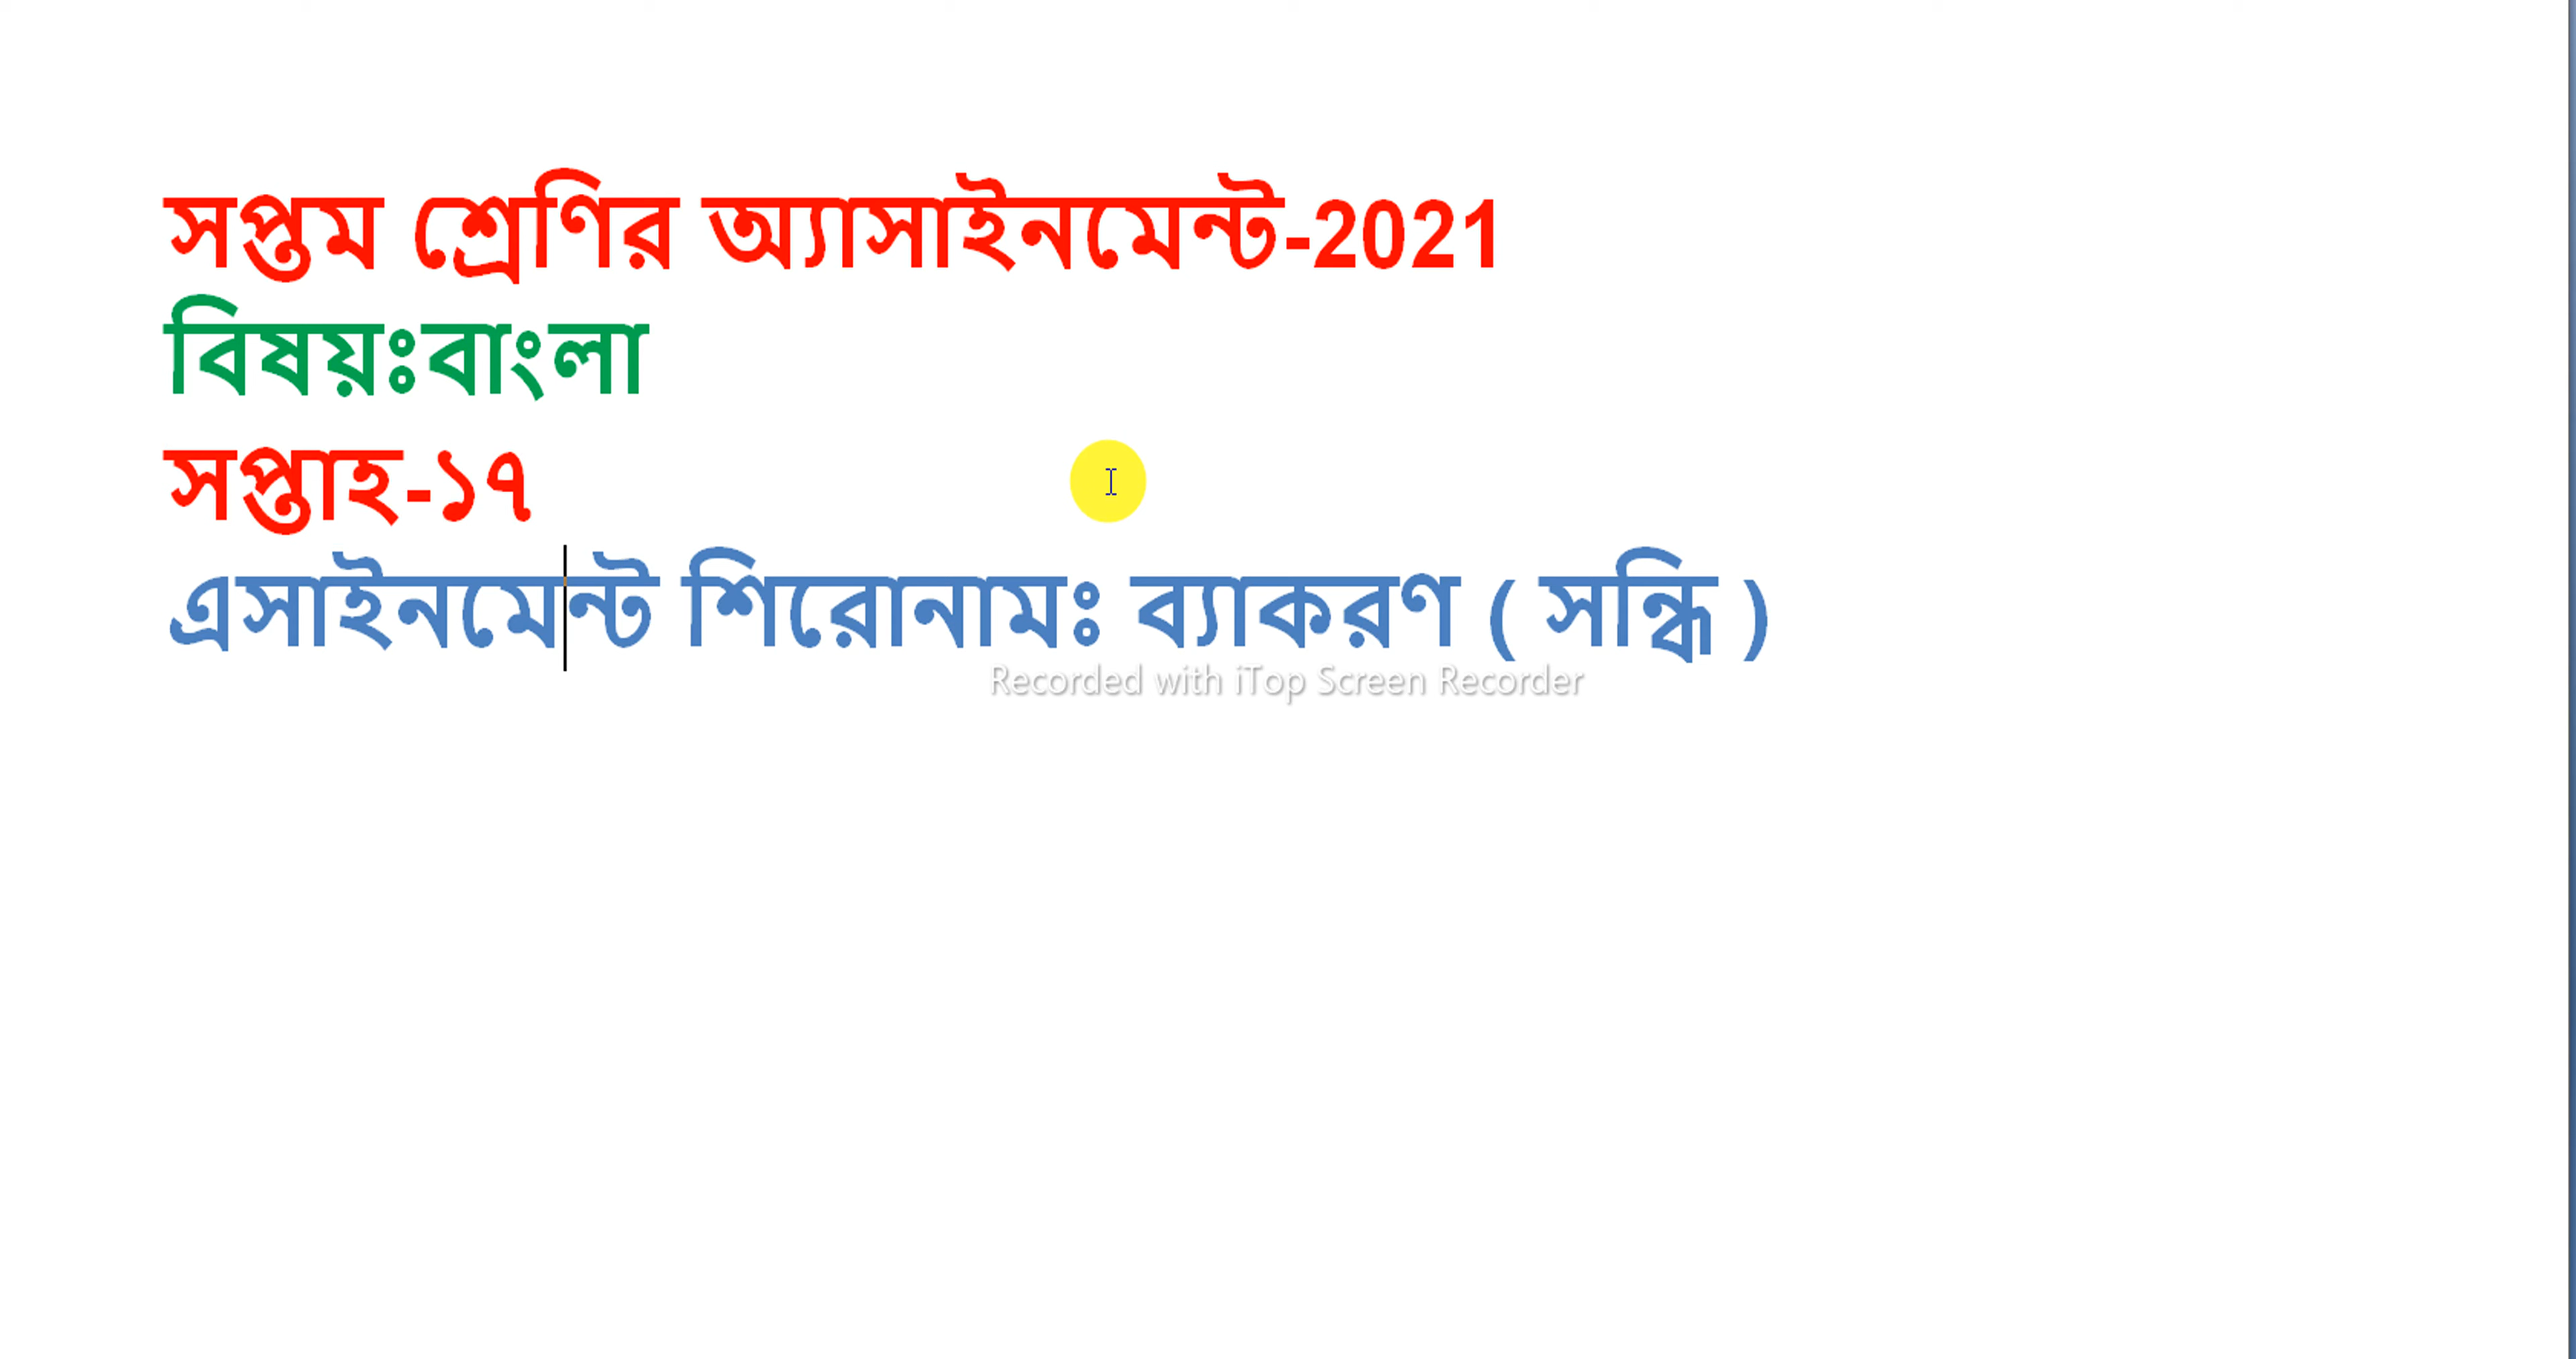 সপ্তম শ্রেণির অ্যাসাইনমেন্ট-2021
বিষয়ঃবাংলা
সপ্তাহ-১৭
এসাইনমেন্ট শিরোনামঃ ব্যাকরণ ( সন্ধি )
Recorded with iTop Screen Recorder